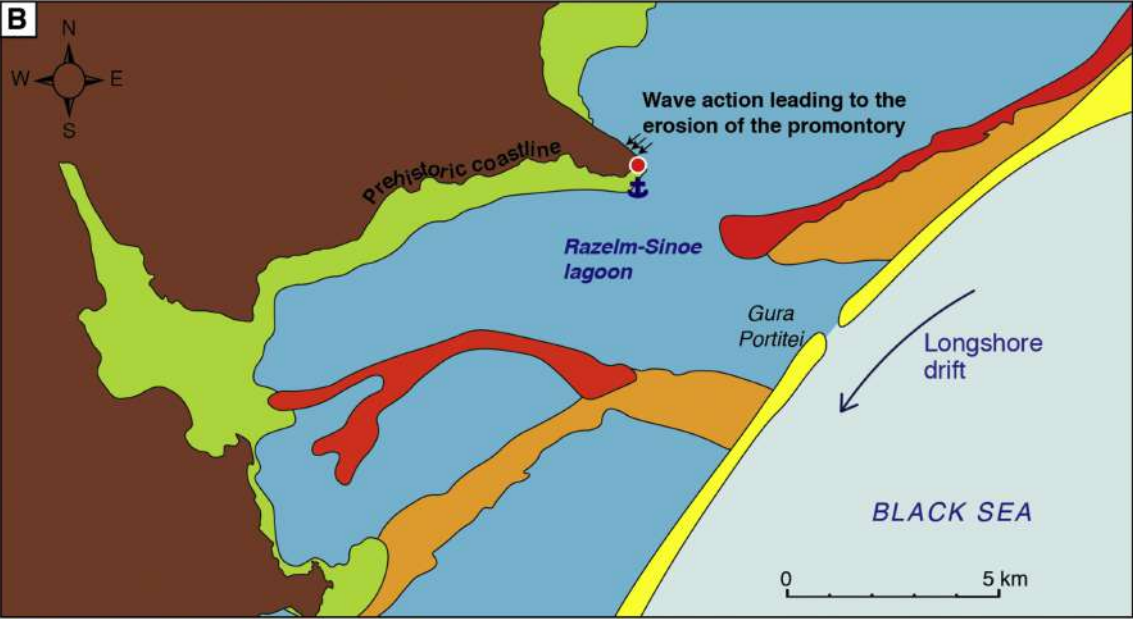 B
N
W E
S
Wave action leading to the
erosion of the promontory
Prehistoric coastline
Razelm-Sinoe
lagoon
Gura
Portitei
Longshore
drift
BLACK SEA
0 5 km